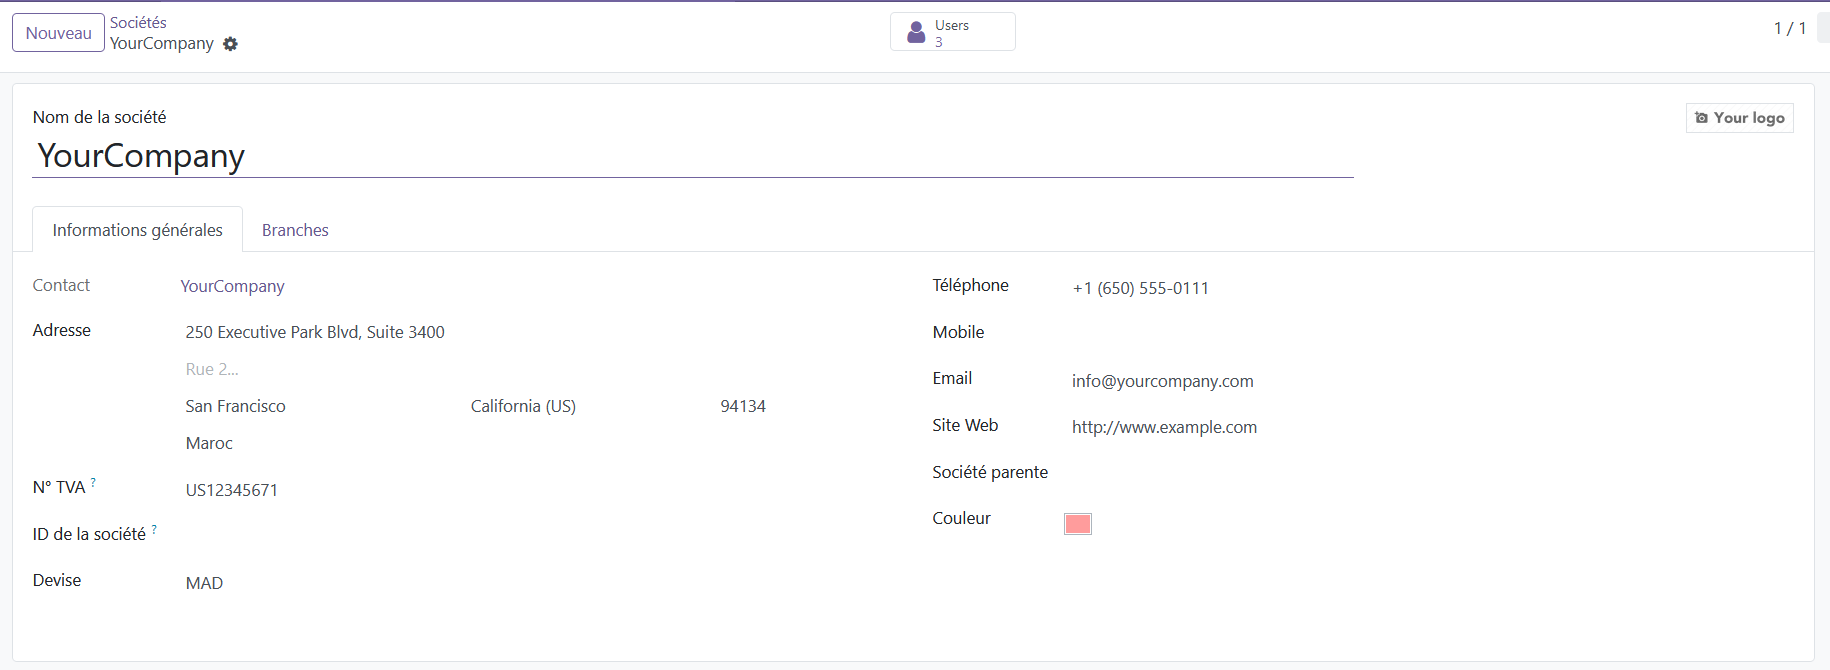 Nouveau
Sociétés
YourCompany
Users
3
1 / 1
Nom de la société
YourCompany
Your logo
Informations générales
Branches
Contact
YourCompany
Adresse
250 Executive Park Blvd, Suite 3400
Rue 2...
San Francisco
California (US)
94134
Maroc
N° TVA ?
US12345671
ID de la société ?
Devise
MAD
Téléphone
+1 (650) 555-0111
Mobile
Email
info@yourcompany.com
Site Web
http://www.example.com
Société parente
Couleur